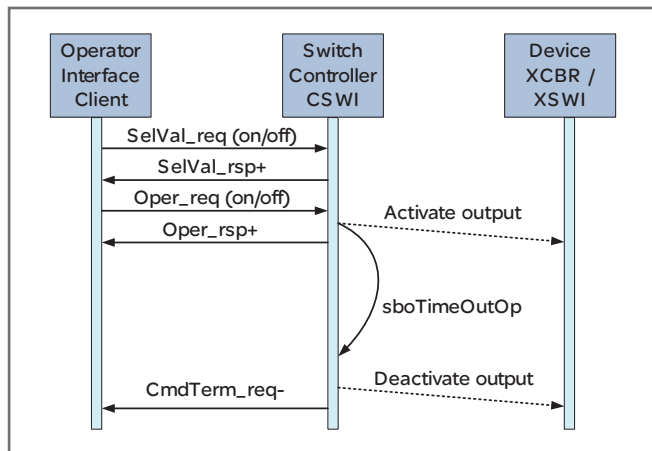 Operator
Interface
Client
Switch
Controller
CSWI
Device
XCBR /
XSWI
SelVal_req (on/off)
SelVal_rsp+
Oper_req (on/off)
Activate output
Oper_rsp+
sboTimeOutOp
Deactivate output
CmdTerm_req-